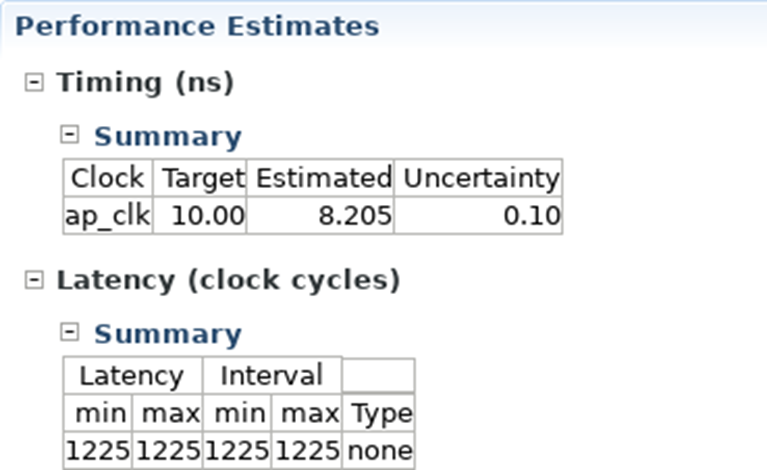 Performance Estimates
Timing (ns)
Summary
Clock Target Estimated Uncertainty
ap_clk 10.00 8.205 0.10
Latency (clock cycles)
Summary
Latency Interval
min max min max Type
1225 1225 1225 1225 none